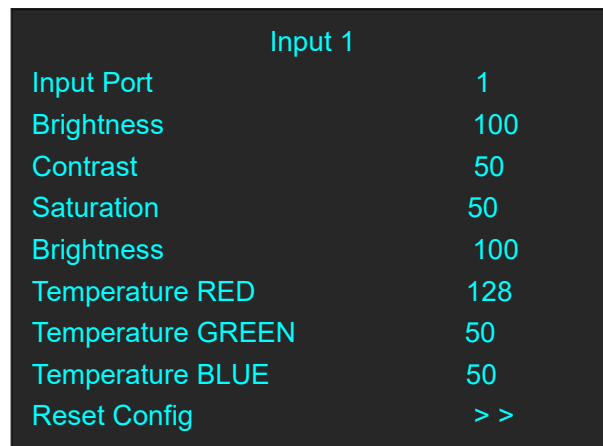 Input 1
Input Port 1
Brightness 100
Contrast 50
Saturation 50
Brightness 100
Temperature RED 128
Temperature GREEN 50
Temperature BLUE 50
Reset Config > >